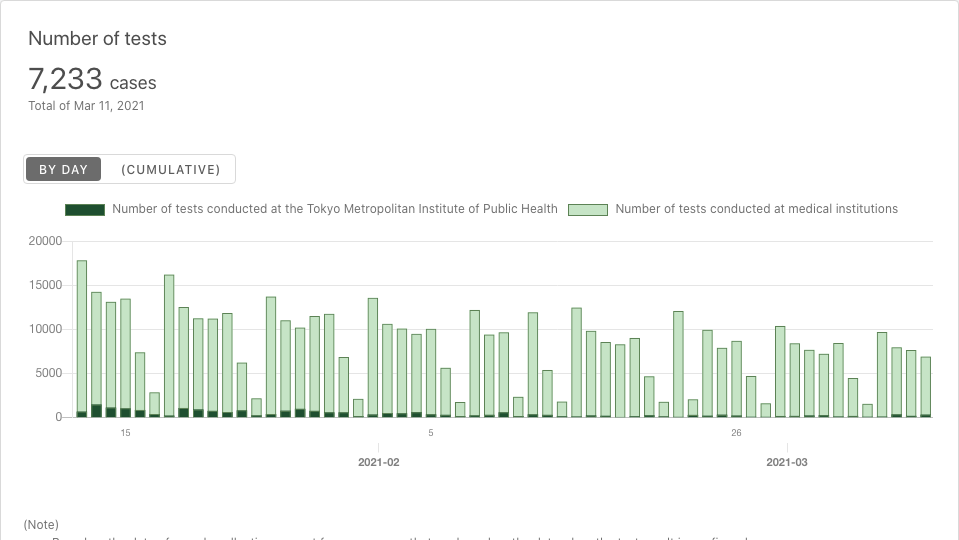 Number of tests
7,233 cases
Total of Mar 11, 2021
BY DAY (CUMULATIVE)
Number of tests conducted at the Tokyo Metropolitan Institute of Public Health Number of tests conducted at medical institutions
20000
15000
10000
5000
0
15 5 26
2021-02 2021-03
(Note)